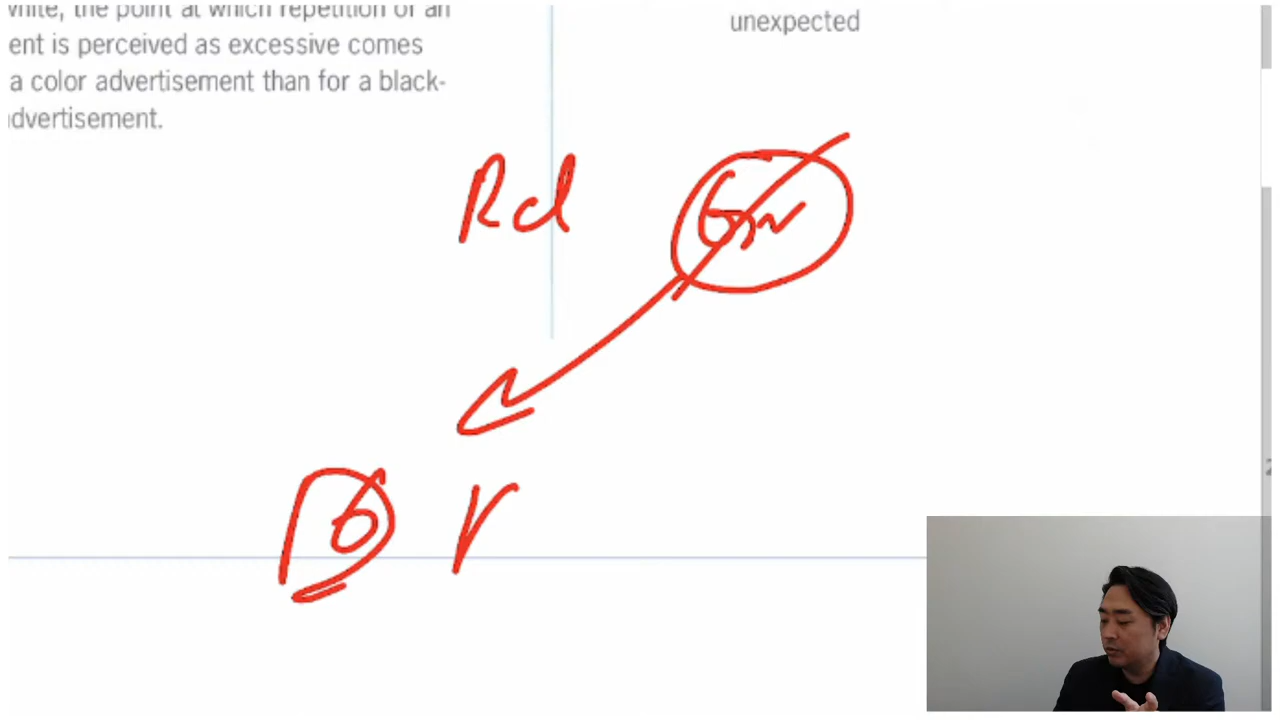 white, the point at which repetition of an
ent is perceived as excessive comes
a color advertisement than for a black-
dvertisement.
unexpected
Rd